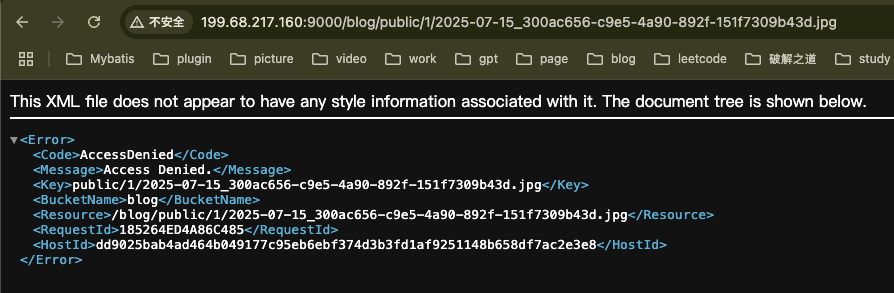 不安全 199.68.217.160:9000/blog/public/1/2025-07-15_300ac656-c9e5-4a90-892f-151f7309b43d.jpg
Mybatis plugin picture video work gpt page blog leetcode 破解之道 study
This XML file does not appear to have any style information associated with it. The document tree is shown below.
▼<Error>
<Code>AccessDenied</Code>
<Message>Access Denied.</Message>
<Key>public/1/2025-07-15_300ac656-c9e5-4a90-892f-151f7309b43d.jpg</Key>
<BucketName>blog</BucketName>
<Resource>/blog/public/1/2025-07-15_300ac656-c9e5-4a90-892f-151f7309b43d.jpg</Resource>
<RequestId>185264ED4A86C485</RequestId>
<HostId>dd9025bab4ad464b049177c95eb6ebf374d3b3fd1af9251148b658df7ac2e3e8</HostId>
</Error>